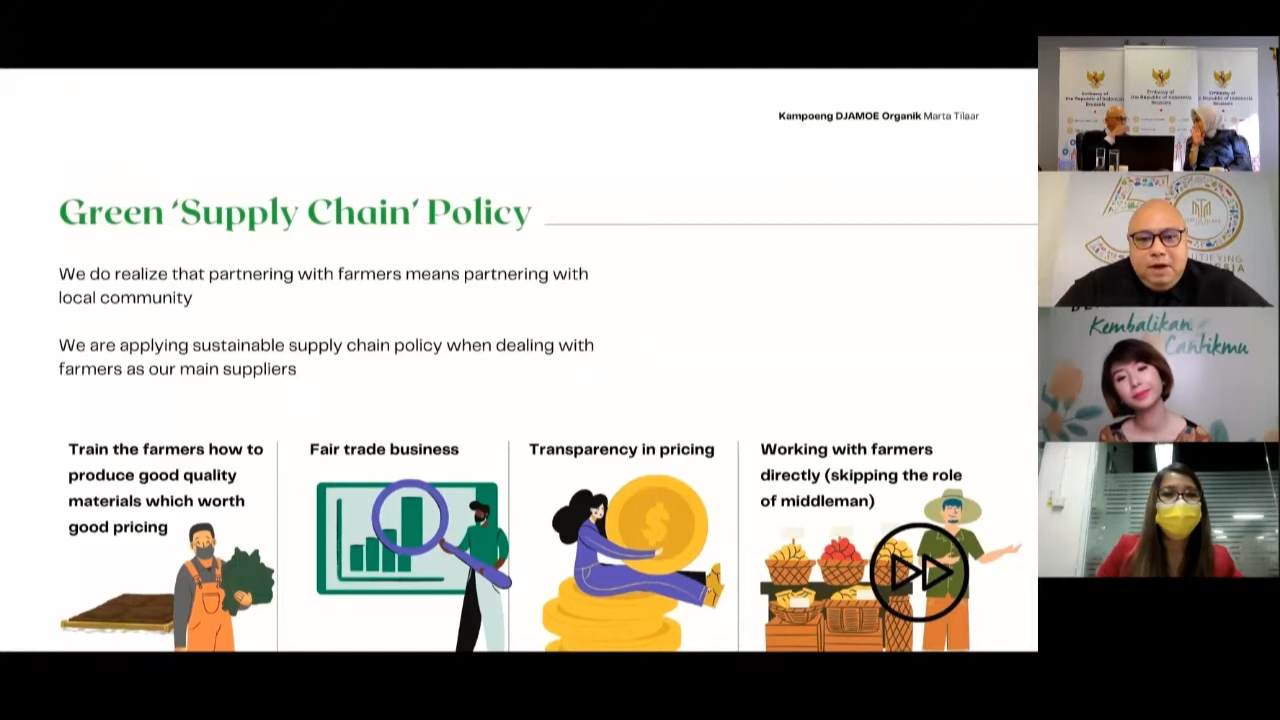 Kampoeng DJAMOE Organik Marta Tilaar
Green ‘Supply Chain’ Policy
We do realize that partnering with farmers means partnering with
local community
We are applying sustainable supply chain policy when dealing with
farmers as our main suppliers
Train the farmers how to
produce good quality
materials which worth
good pricing
Fair trade business
Transparency in pricing
Working with farmers
directly (skipping the role
of middleman)
Embassy of
the Republic of Indonesia
Brussels
Embassy of
the Republic of Indonesia
Brussels
Embassy of
Brussels
50
Kembalikan
Cantikmu